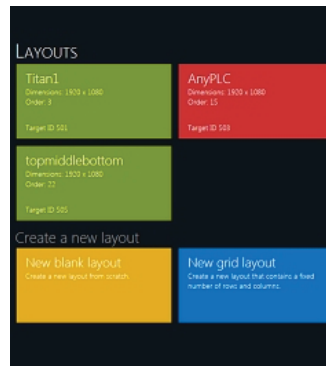 LAYOUTS
Titan1
Dimensions: 1920 x 1080
Order: 3
Target ID 501
AnyPLC
Dimensions: 1920 x 1080
Order: 15
Target ID 503
topmiddlebottom
Dimensions: 1920 x 1080
Order: 22
Target ID 505
Create a new layout
New blank layout
Create a new layout from scratch.
New grid layout
Create a new layout that contains a fixed
number of rows and columns.